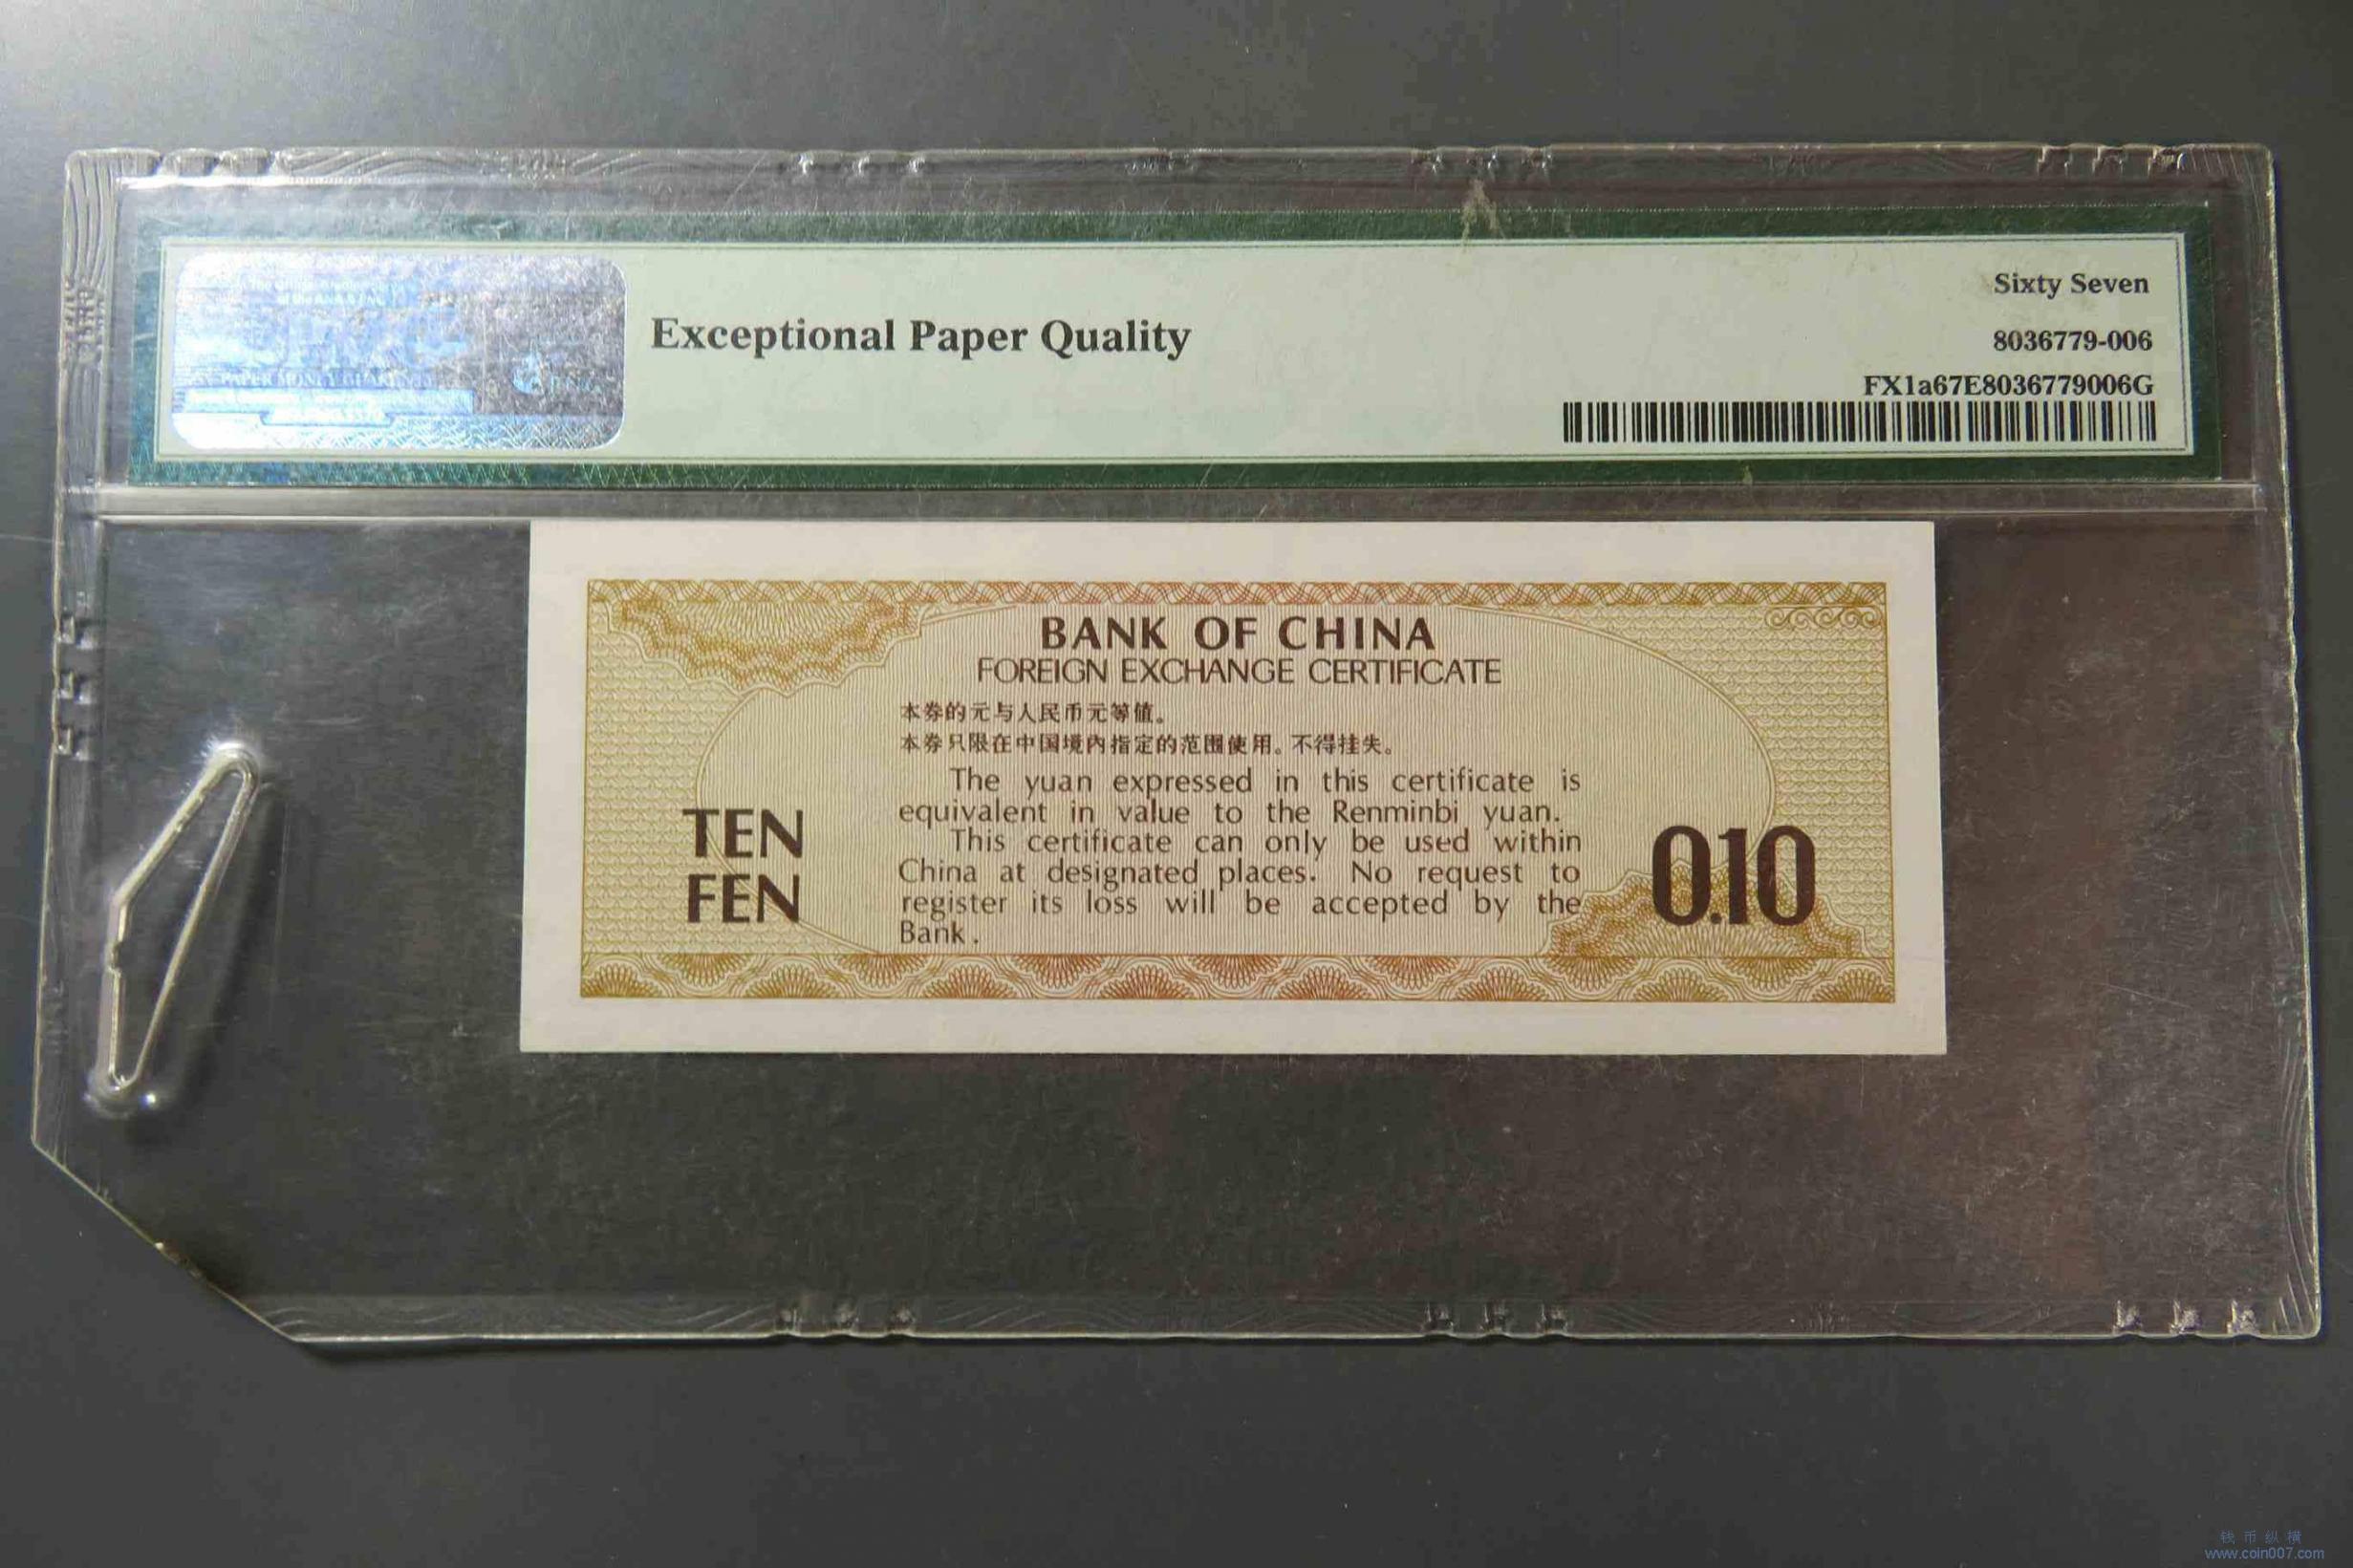 Sixty Seven
Exceptional Paper Quality
8036779-006
FX1a67E8036779006G
BANK OF CHINA
FOREIGN EXCHANGE CERTIFICATE
本券的元与人民币元等值。
本券只限在中国境内指定的范围使用。不得挂失。
The yuan expressed in this certificate is
equivalent in value to the Renminbi yuan.
This certificate can only be used within
China at designated places. No request to
register its loss will be accepted by the
Bank.
TEN
FEN
0.10
钱币纵横
www.coin007.com